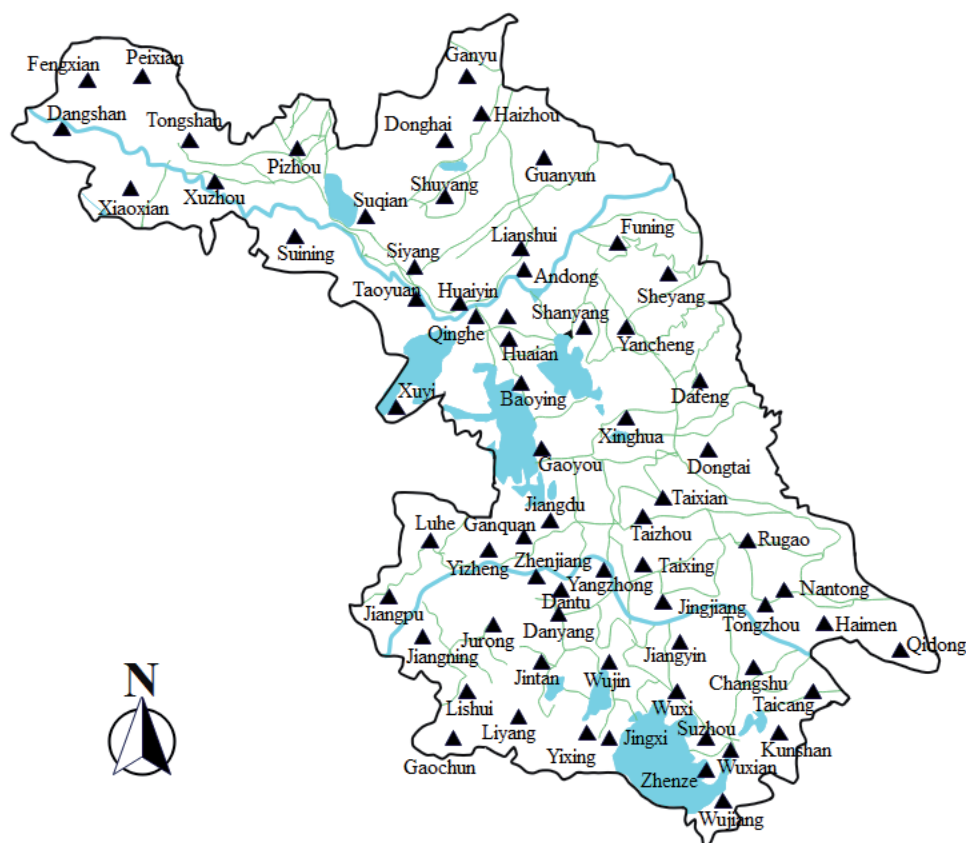 Ganyu
Peixian
Fengxian
Haizhou
Dangshan
Tongshan
Donghai
Pizhou
Guanyun
Shuyang
Xuzhou
Xiaoxian
Suqian
Funing
Lianshui
Suining
Siyang
Andong
Sheyang
Taoyuan
Huaiyin
Shanyang
Qinghe
Yancheng
Huaian
Xuyi
Baoying
Dafeng
Xinghua
Gaoyou
Dongtai
Taixian
Jiangdu
Luhe
Ganquan
Taizhou
Rugao
Yizheng
Zhenjiang
Taixing
Yangzhong
Nantong
Jiangpu
Dantu
Jingjiang
Tongzhou
Haimen
Danyang
Jurong
Qidong
Jiangning
Jiangyin
N
Jintan
Wujin
Changshu
Lishui
Wuxi
Taicang
Liyang
Suzhou
Yixing
Jingxi
Kunshan
Gaochun
Wuxian
Zhenze
Wujiang